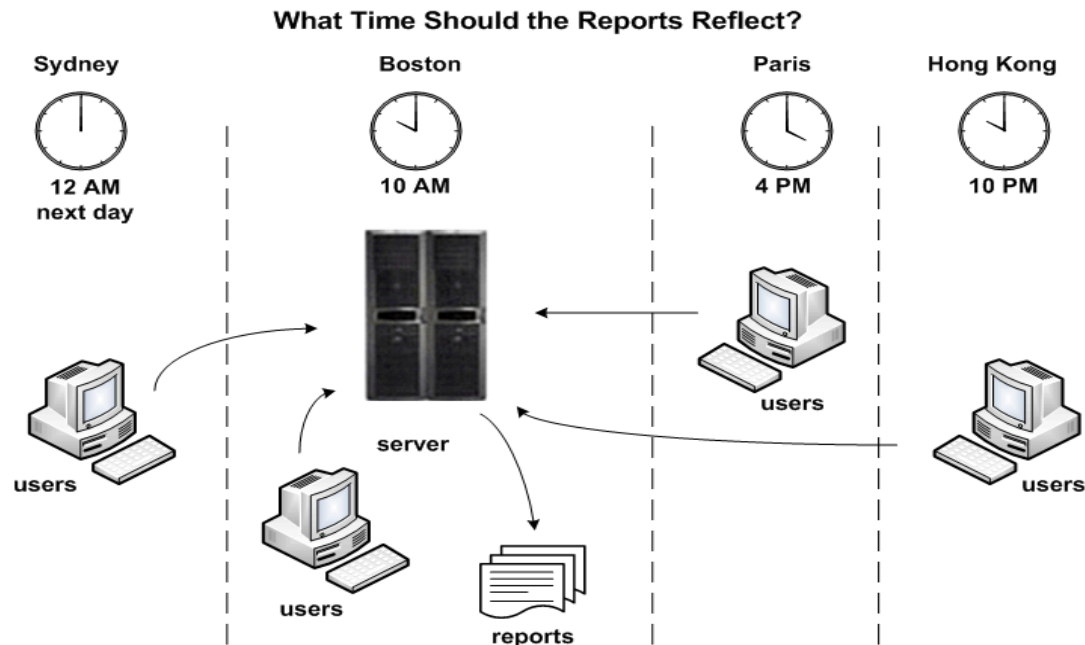 What Time Should the Reports Reflect?
Sydney
Boston
Paris
Hong Kong
12 AM
next day
10 AM
4 PM
10 PM
users
server
users
users
users
reports